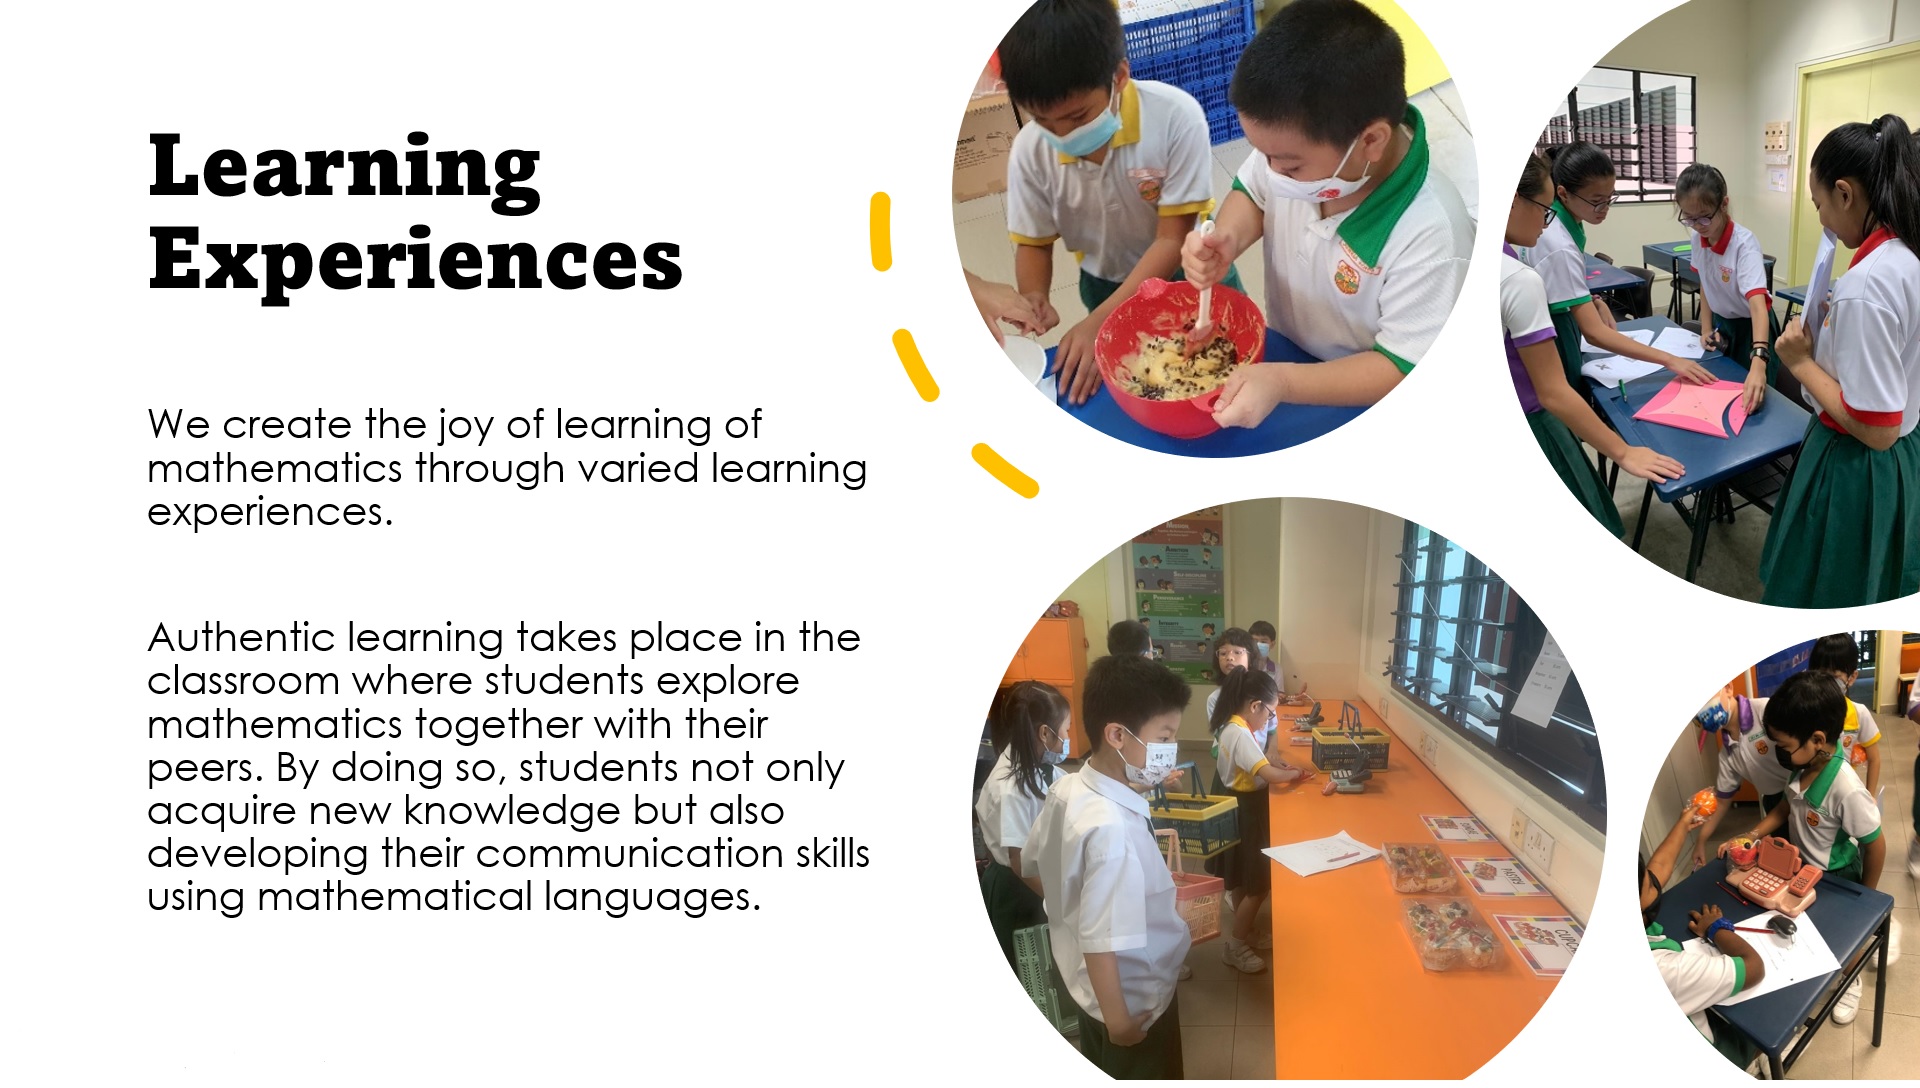 Learning
Experiences
We create the joy of learning of
mathematics through varied learning
experiences.
Authentic learning takes place in the
classroom where students explore
mathematics together with their
peers. By doing so, students not only
acquire new knowledge but also
developing their communication skills
using mathematical languages.
PASTRY